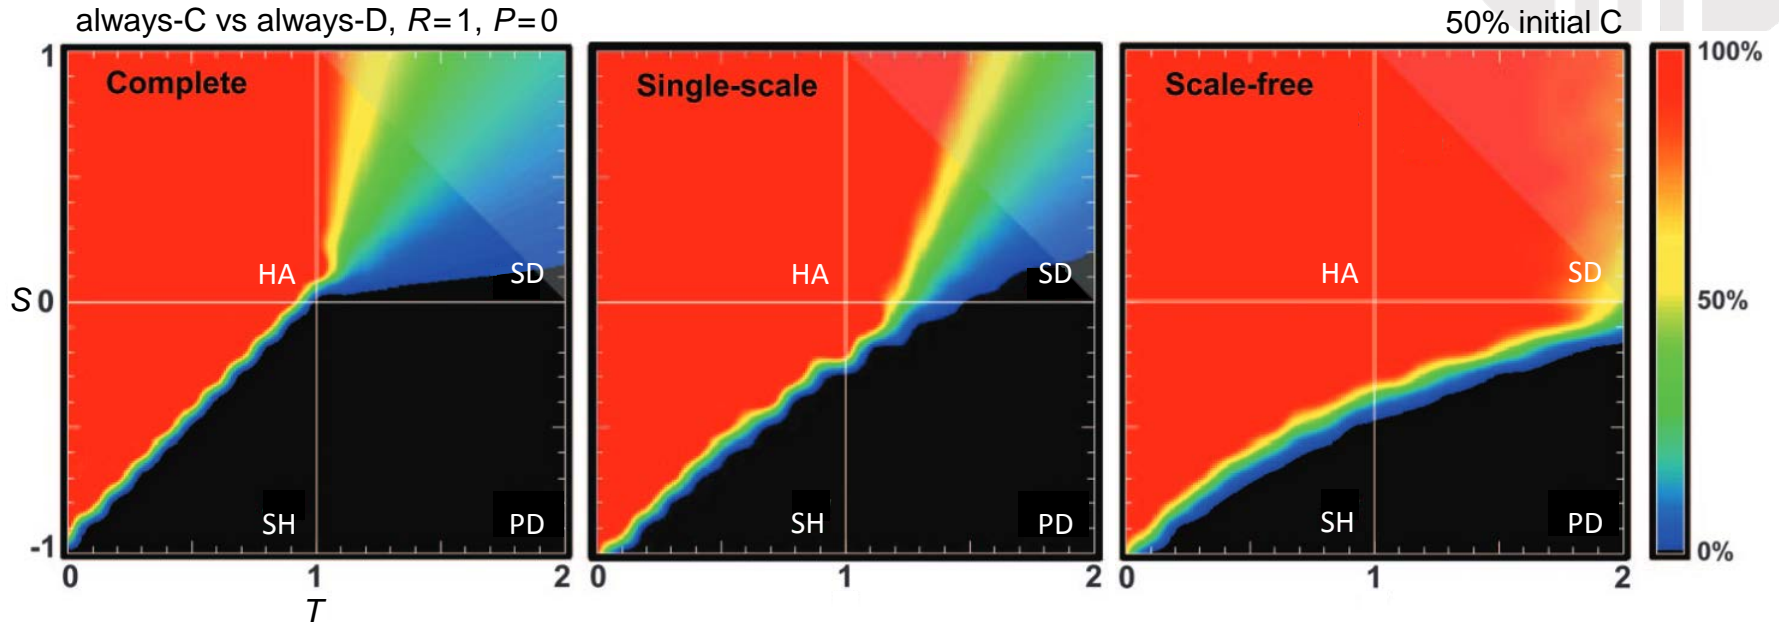 always-C vs always-D, R=1, P=0
50% initial C
1
Complete
Single-scale
Scale-free
100%
HA
SD
HA
SD
HA
SD
S 0
50%
SH
PD
SH
PD
SH
PD
-1
0%
0
1
2
0
1
2
0
1
2
T